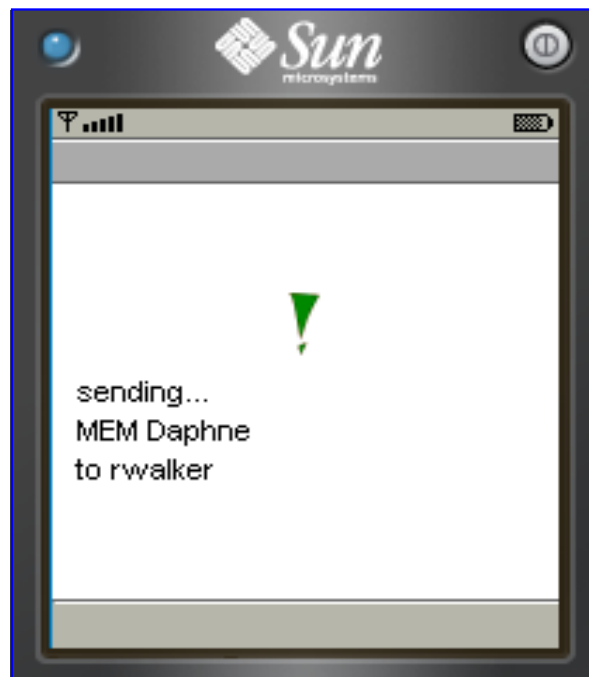 Sun
microsystems
sending...
MEM Daphne
to rwalker